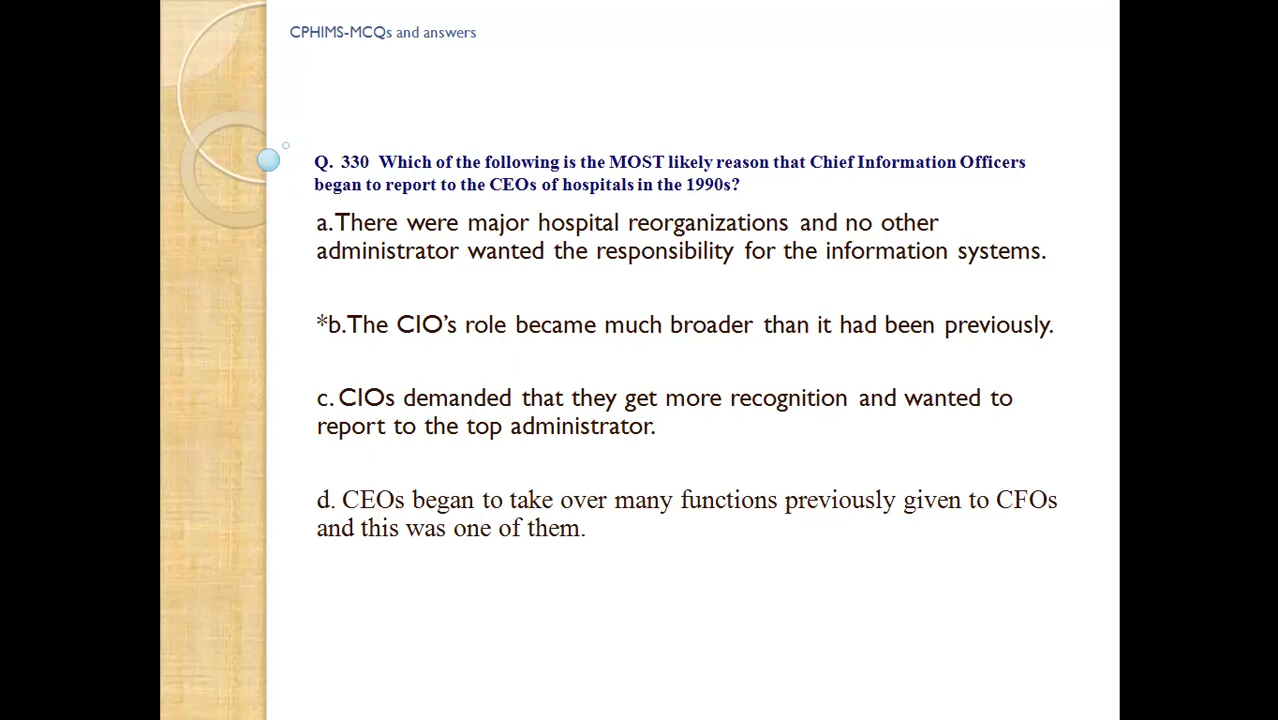 CPHIMS-MCQs and answers
Q. 330 Which of the following is the MOST likely reason that Chief Information Officers
began to report to the CEOs of hospitals in the 1990s?
a.There were major hospital reorganizations and no other
administrator wanted the responsibility for the information systems.
*b.The CIO’s role became much broader than it had been previously.
c. CIOs demanded that they get more recognition and wanted to
report to the top administrator.
d. CEOs began to take over many functions previously given to CFOs
and this was one of them.